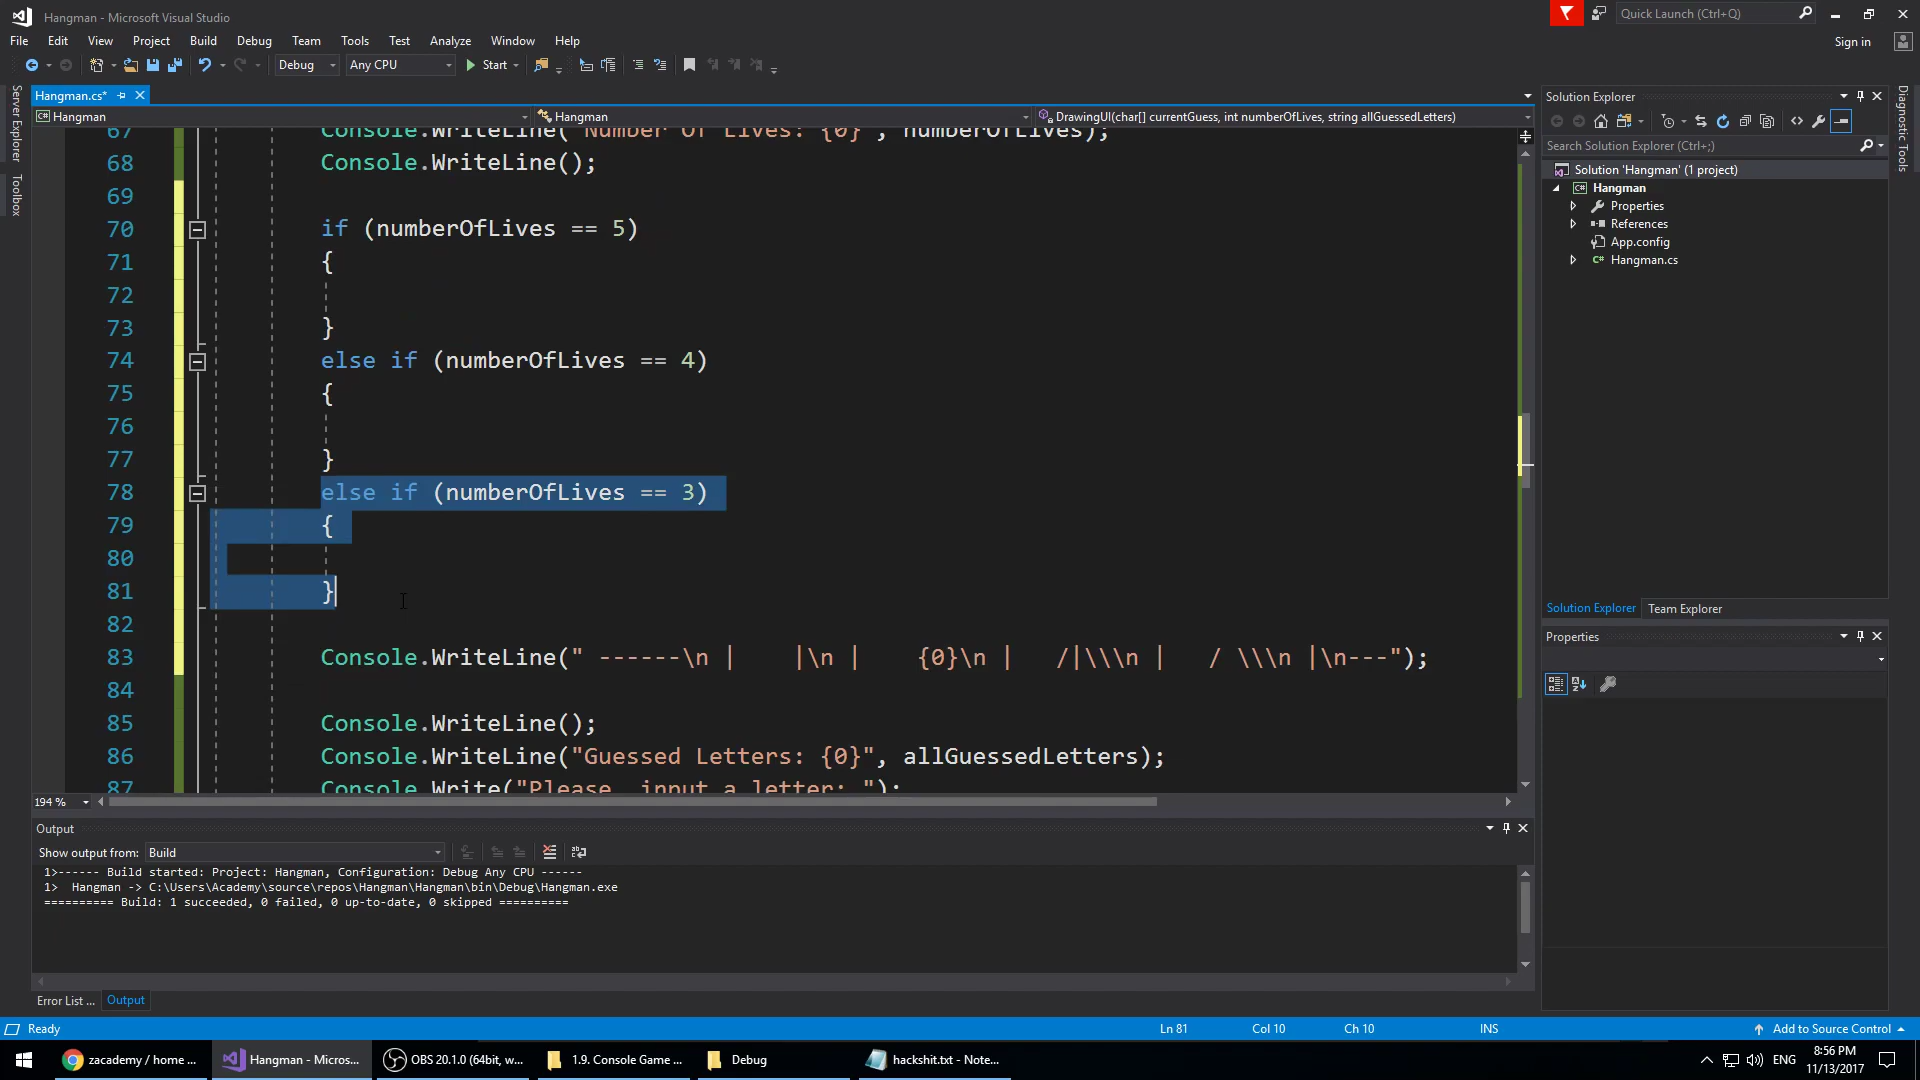 Hangman - Microsoft Visual Studio
Quick Launch (Ctrl+Q)
File Edit View Project Build Debug Team Tools Test Analyze Window Help
Sign in
Debug Any CPU Start
Server Explorer
Toolbox
Hangman.cs*
Hangman Hangman DrawingUI(char[] currentGuess, int numberOfLives, string allGuessedLetters)
67 Console.WriteLine("Number Of Lives: {0}", numberOfLives);
68 Console.WriteLine();
69
70 if (numberOfLives == 5)
71 {
72
73 }
74 else if (numberOfLives == 4)
75 {
76
77 }
78 else if (numberOfLives == 3)
79 {
80
81 }
82
83 Console.WriteLine(" ------\n |    |\n |    {0}\n |   /|\\\n |   / \\\n |\n---");
84
85 Console.WriteLine();
86 Console.WriteLine("Guessed Letters: {0}", allGuessedLetters);
87 Console.Write("Please, input a letter: ");
194 %
Output
Show output from: Build
1>------ Build started: Project: Hangman, Configuration: Debug Any CPU ------
1>  Hangman -> C:\Users\Academy\source\repos\Hangman\Hangman\bin\Debug\Hangman.exe
========== Build: 1 succeeded, 0 failed, 0 up-to-date, 0 skipped ==========
Error List ... Output
Solution Explorer
Search Solution Explorer (Ctrl+;)
Solution 'Hangman' (1 project)
C# Hangman
Properties
References
App.config
C# Hangman.cs
Solution Explorer Team Explorer
Properties
Diagnostic Tools
Ready Ln 81 Col 10 Ch 10 INS Add to Source Control
zacademy / home ... Hangman - Micros... OBS 20.1.0 (64bit, w... 1.9. Console Game ... Debug hackshit.txt - Note... ENG 8:56 PM
11/13/2017